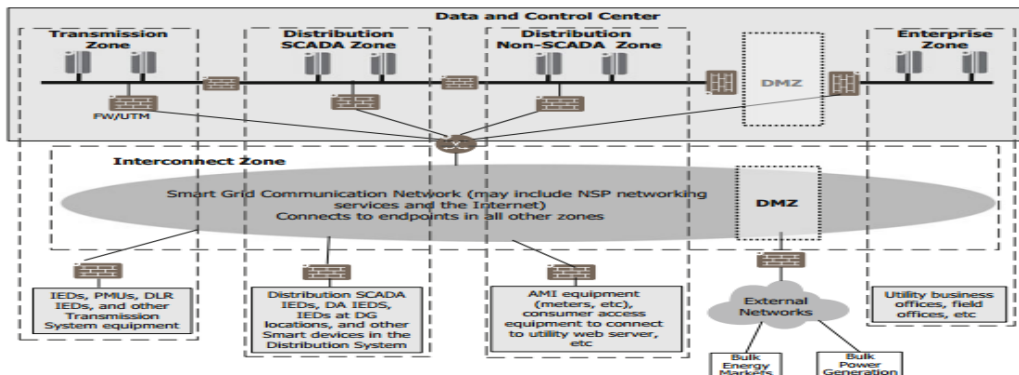 Data and Control Center
Transmission
Zone
Distribution
SCADA Zone
Distribution
Non-SCADA Zone
Enterprise
Zone
DMZ
FW/UTM
Interconnect Zone
Smart Grid Communication Network (may include NSP networking
services and the Internet)
Connects to endpoints in all other zones
DMZ
IEDs, PMUs, DLR
IEDs, and other
Transmission
System equipment
Distribution SCADA
IEDs, DA IEDS,
IEDs at DG
locations, and other
Smart devices in the
Distribution System
AMI equipment
(meters, etc),
consumer access
equipment to connect
to utility web server,
etc
External
Networks
Utility business
offices, field
offices, etc
Bulk
Energy
Markets
Bulk
Power
Generation